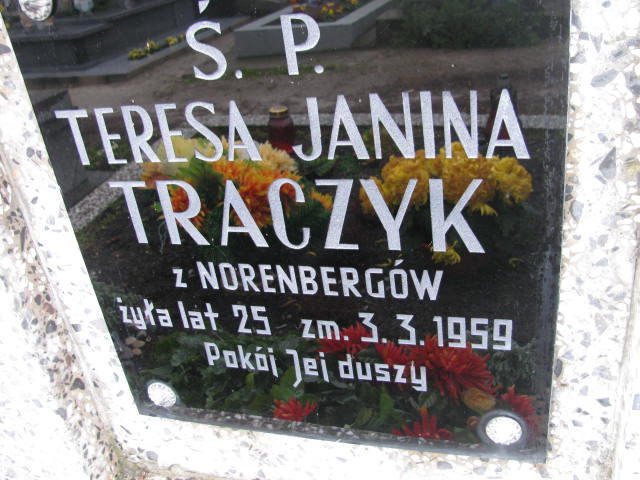 Ś. P.
TERESA JANINA
TRACZYK
z NORENBERGÓW
żyła lat 25 zm. 3.3.1959
Pokój Jej duszy